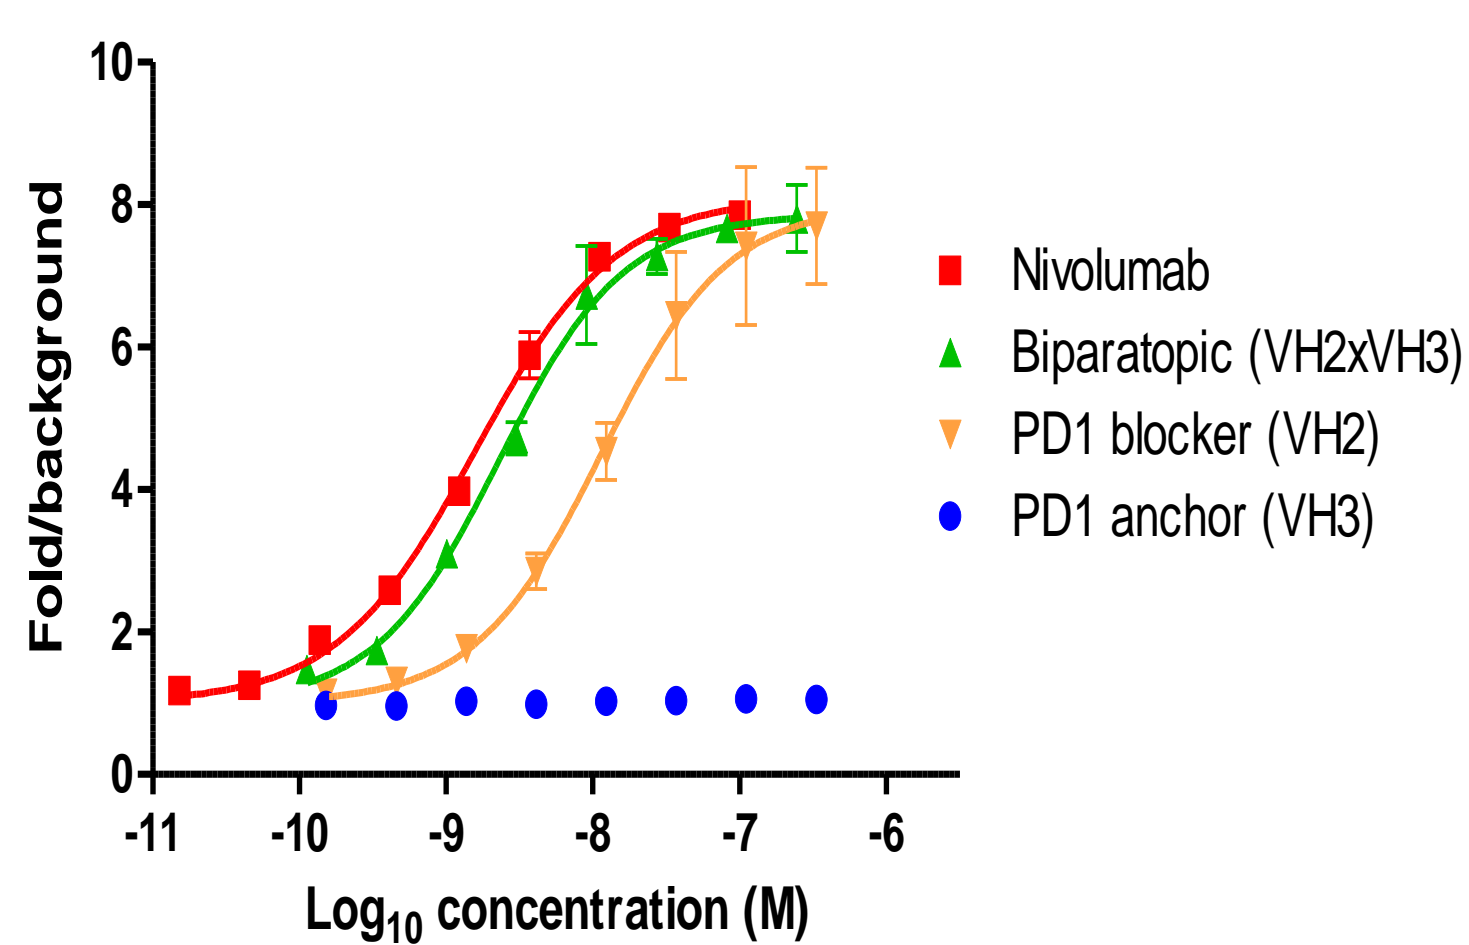 Fold/background
10
8
6
4
2
0
-11 -10 -9 -8 -7 -6
Log10 concentration (M)
Nivolumab
Biparatopic (VH2xVH3)
PD1 blocker (VH2)
PD1 anchor (VH3)